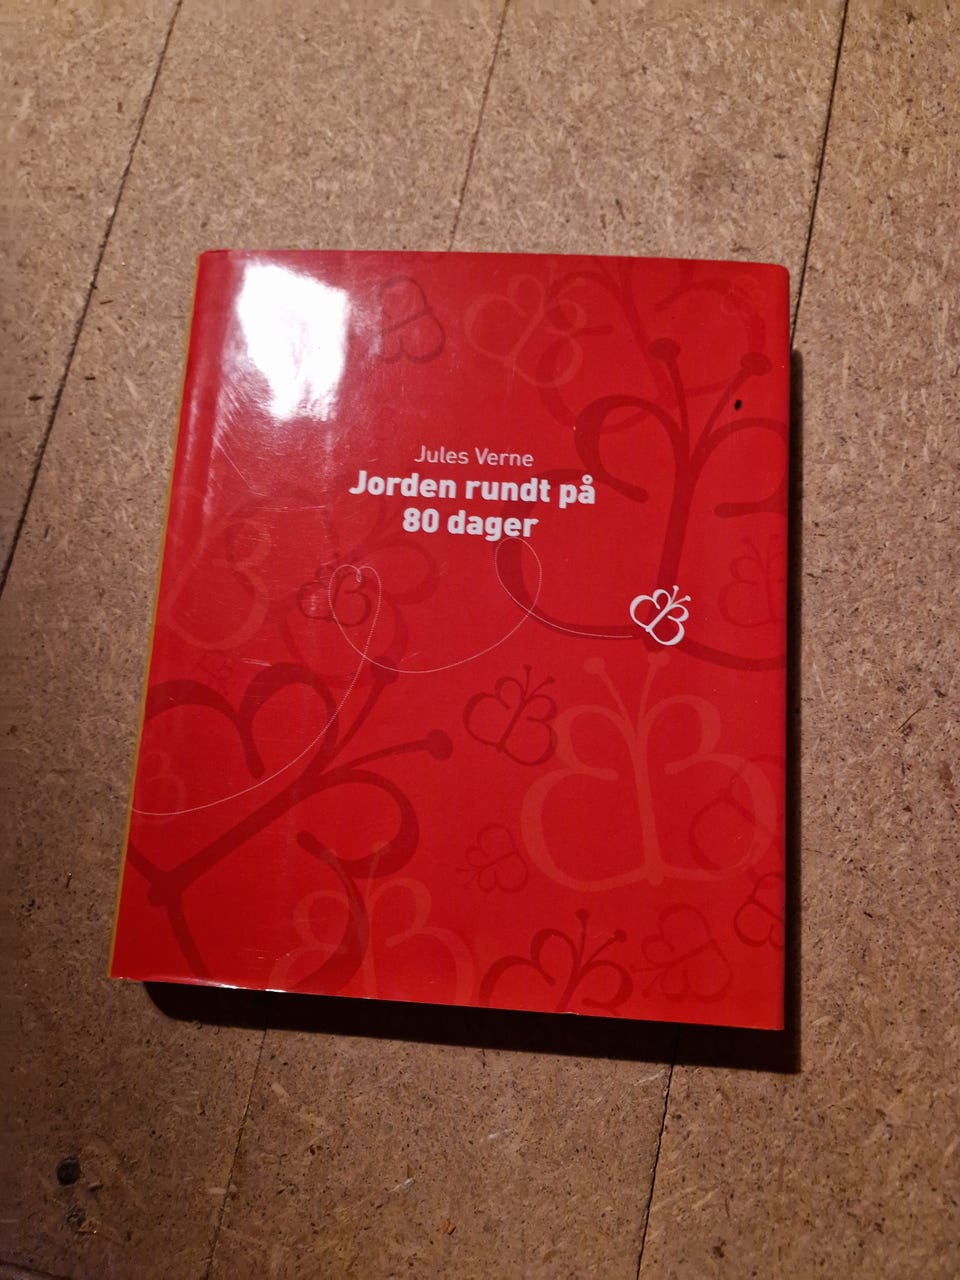 Jules Verne
Jorden rundt på
80 dager